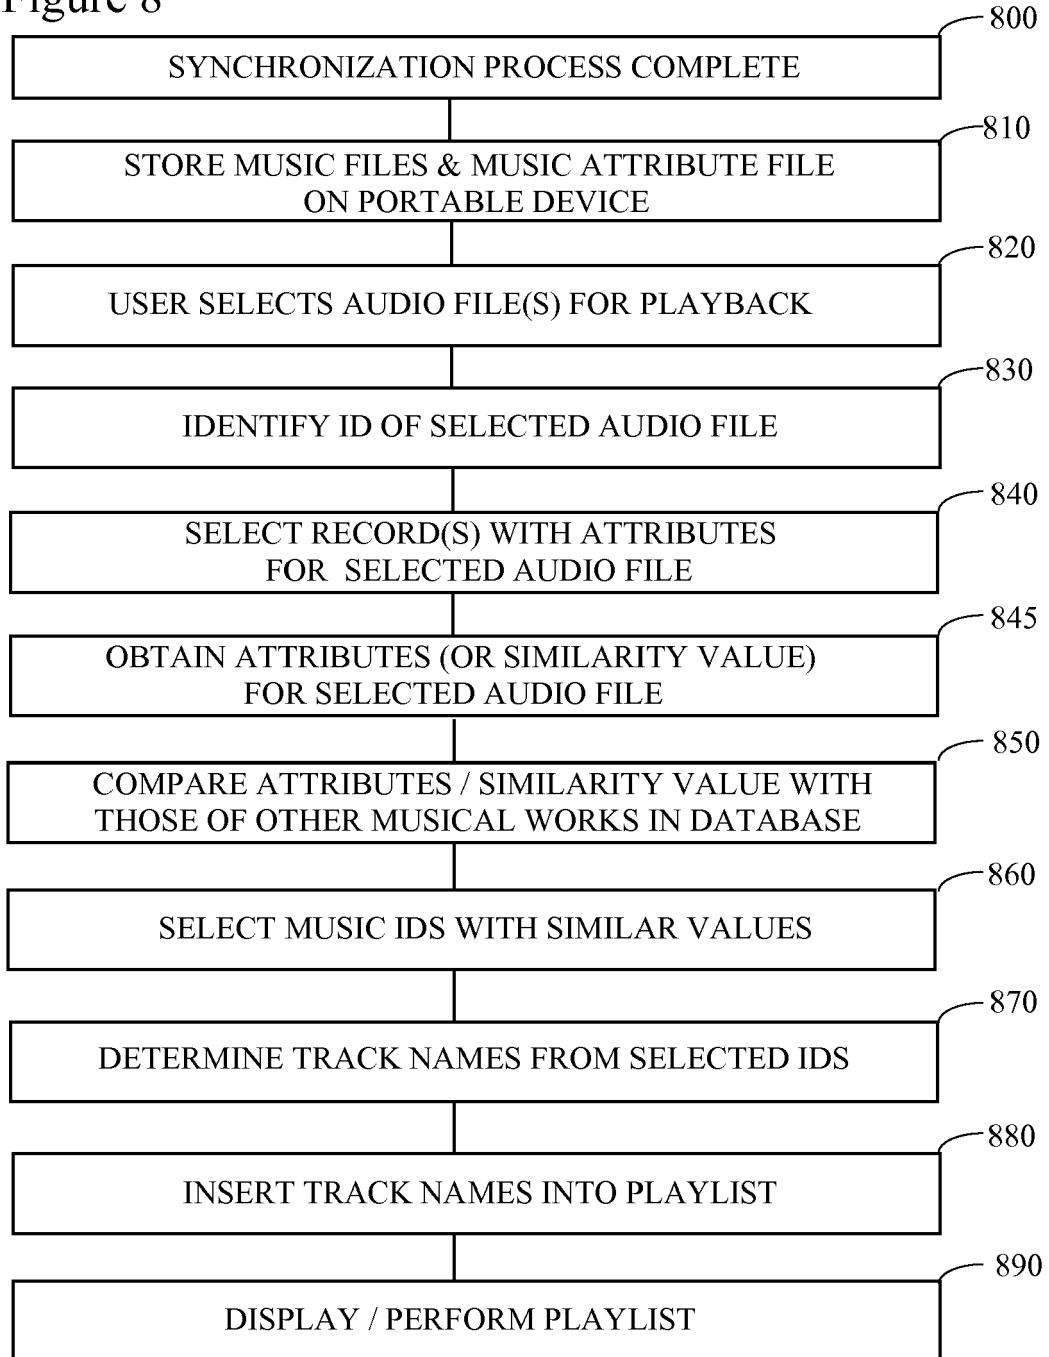 Figure 8
800
SYNCHRONIZATION PROCESS COMPLETE
810
STORE MUSIC FILES & MUSIC ATTRIBUTE FILE
ON PORTABLE DEVICE
820
USER SELECTS AUDIO FILE(S) FOR PLAYBACK
830
IDENTIFY ID OF SELECTED AUDIO FILE
840
SELECT RECORD(S) WITH ATTRIBUTES
FOR SELECTED AUDIO FILE
845
OBTAIN ATTRIBUTES (OR SIMILARITY VALUE)
FOR SELECTED AUDIO FILE
850
COMPARE ATTRIBUTES / SIMILARITY VALUE WITH
THOSE OF OTHER MUSICAL WORKS IN DATABASE
860
SELECT MUSIC IDS WITH SIMILAR VALUES
870
DETERMINE TRACK NAMES FROM SELECTED IDS
880
INSERT TRACK NAMES INTO PLAYLIST
890
DISPLAY / PERFORM PLAYLIST